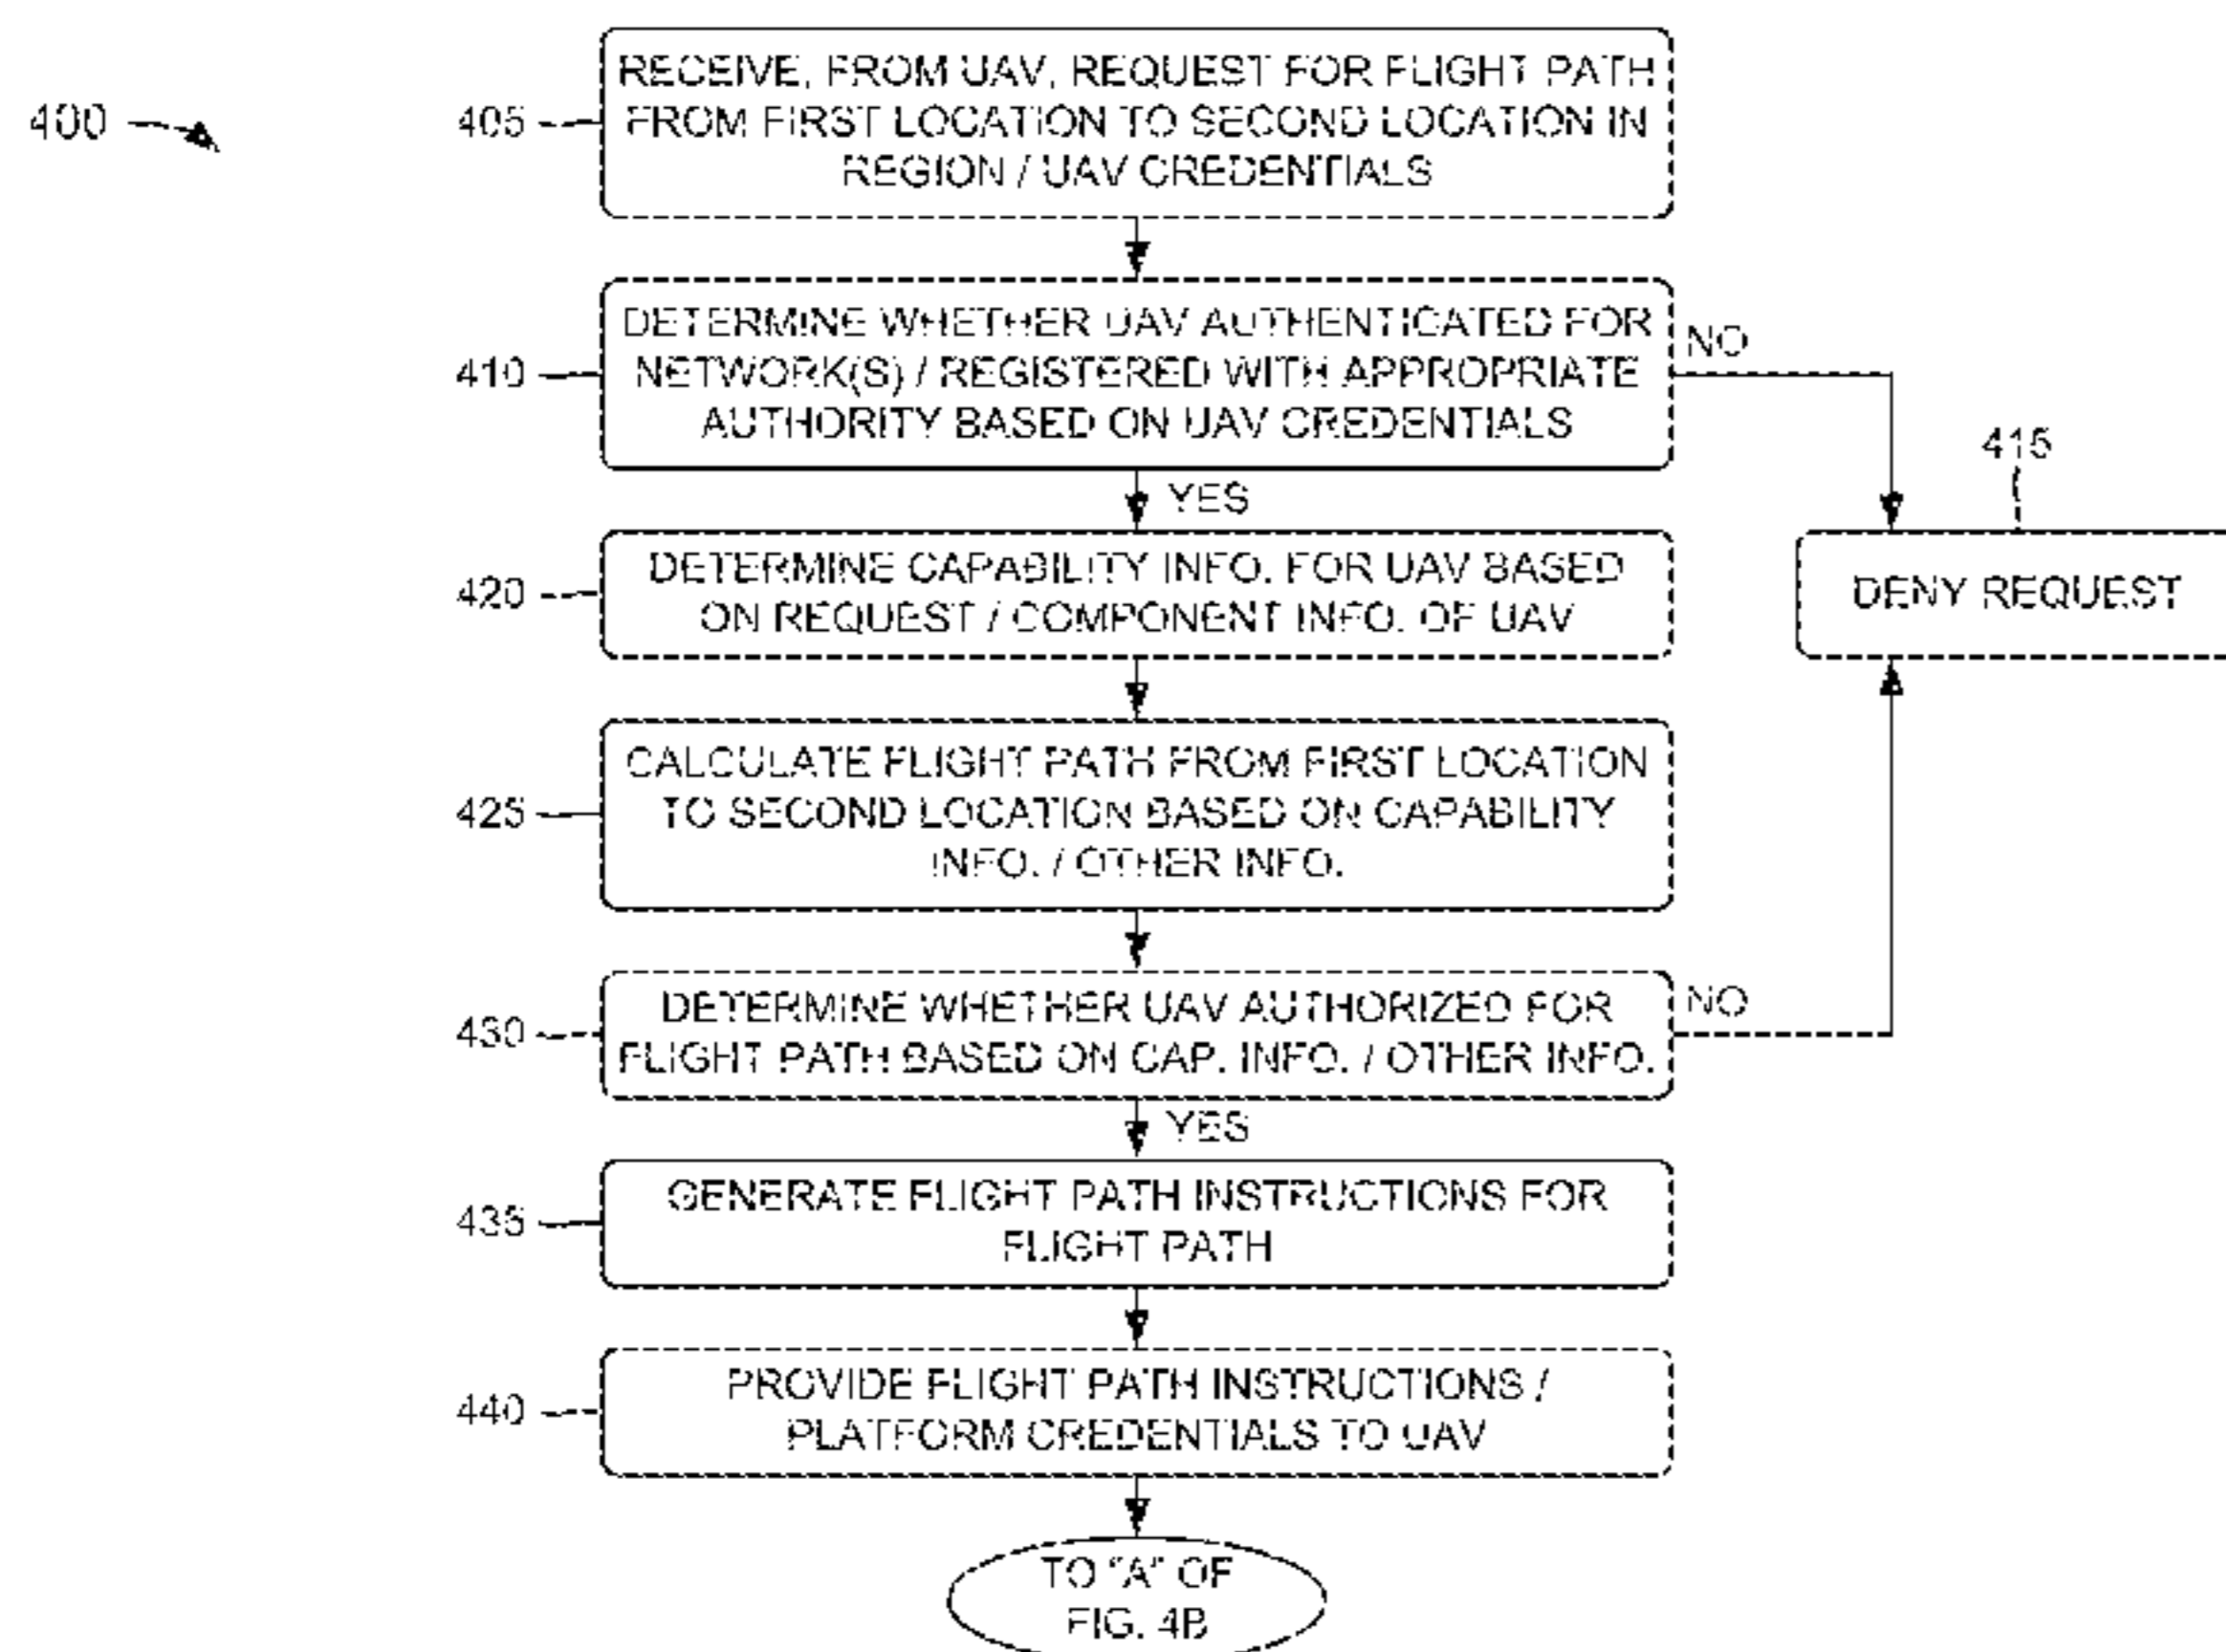 400
405
RECEIVE, FROM UAV, REQUEST FOR FLIGHT PATH
FROM FIRST LOCATION TO SECOND LOCATION IN
REGION / UAV CREDENTIALS
410
DETERMINE WHETHER UAV AUTHENTICATED FOR
NETWORK(S) / REGISTERED WITH APPROPRIATE
AUTHORITY BASED ON UAV CREDENTIALS
NO
YES
415
DENY REQUEST
420
DETERMINE CAPABILITY INFO. FOR UAV BASED
ON REQUEST / COMPONENT INFO. OF UAV
425
CALCULATE FLIGHT PATH FROM FIRST LOCATION
TO SECOND LOCATION BASED ON CAPABILITY
INFO. / OTHER INFO.
430
DETERMINE WHETHER UAV AUTHORIZED FOR
FLIGHT PATH BASED ON CAP. INFO. / OTHER INFO.
NO
YES
435
GENERATE FLIGHT PATH INSTRUCTIONS FOR
FLIGHT PATH
440
PROVIDE FLIGHT PATH INSTRUCTIONS /
PLATFORM CREDENTIALS TO UAV
TO "A" OF
FIG. 4B